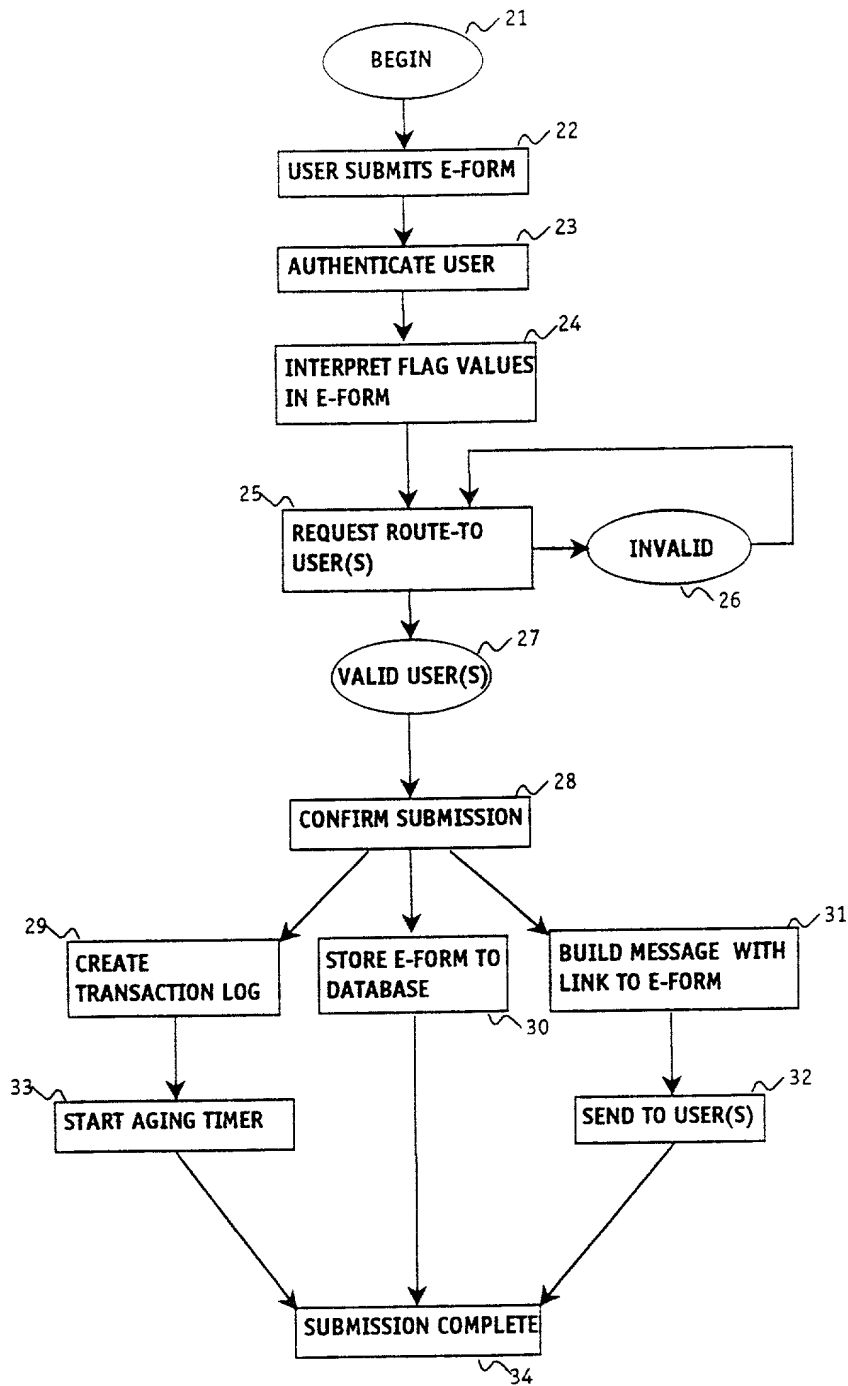 21
BEGIN
22
USER SUBMITS E-FORM
23
AUTHENTICATE USER
24
INTERPRET FLAG VALUES
IN E-FORM
25
REQUEST ROUTE-TO
USER(S)
INVALID
26
27
VALID USER(S)
28
CONFIRM SUBMISSION
29
CREATE
TRANSACTION LOG
STORE E-FORM TO
DATABASE
30
31
BUILD MESSAGE WITH
LINK TO E-FORM
33
START AGING TIMER
32
SEND TO USER(S)
SUBMISSION COMPLETE
34